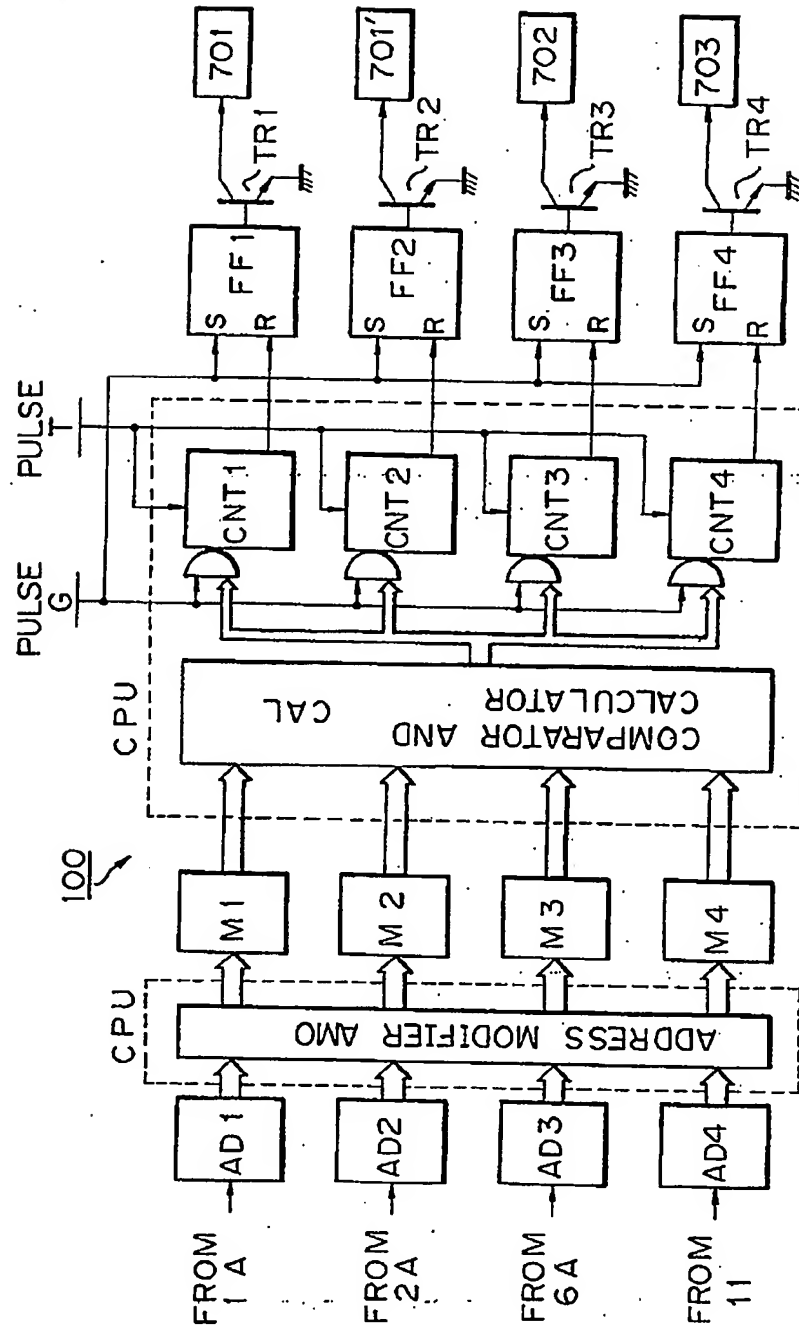 100
FROM
1A
FROM
2A
FROM
6A
FROM
11
AD1
AD2
AD3
AD4
CPU
ADDRESS MODIFIER AMO
M1
M2
M3
M4
CPU
COMPARATOR AND
CALCULATOR CAL
PULSE
G
PULSE
I
CNT1
CNT2
CNT3
CNT4
S
FF1
R
S
FF2
R
S
FF3
R
S
FF4
R
TR1
TR2
TR3
TR4
701
701'
702
703